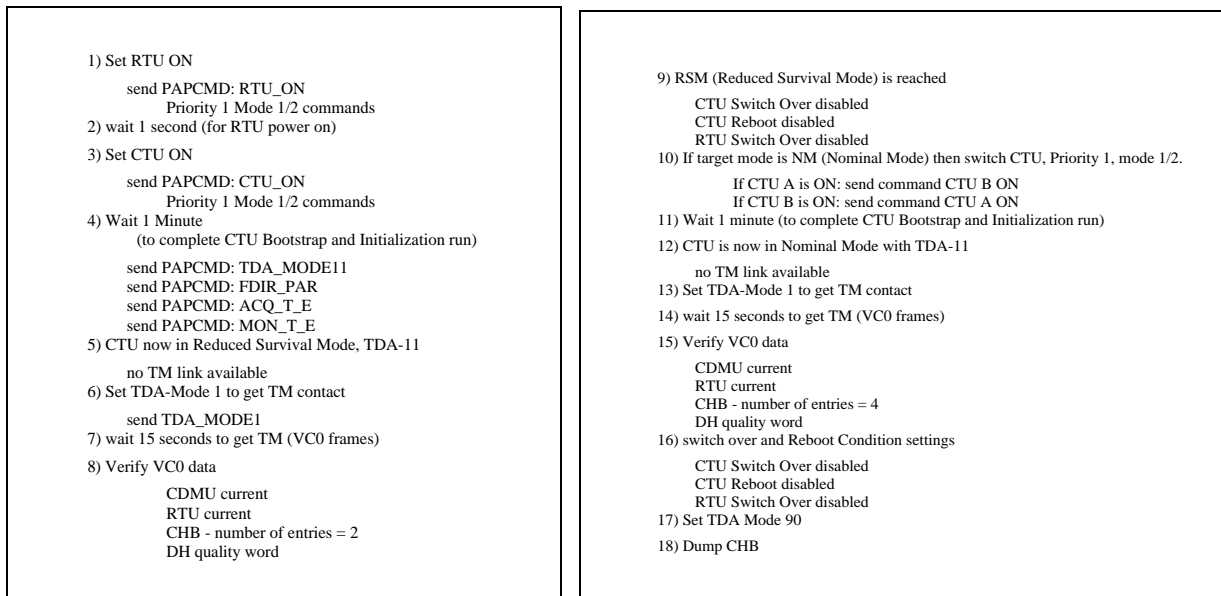 1) Set RTU ON
send PAPCMD: RTU_ON
Priority 1 Mode 1/2 commands
2) wait 1 second (for RTU power on)
3) Set CTU ON
send PAPCMD: CTU_ON
Priority 1 Mode 1/2 commands
4) Wait 1 Minute
(to complete CTU Bootstrap and Initialization run)
send PAPCMD: TDA_MODE11
send PAPCMD: FDIR_PAR
send PAPCMD: ACQ_T_E
send PAPCMD: MON_T_E
5) CTU now in Reduced Survival Mode, TDA-11
no TM link available
6) Set TDA-Mode 1 to get TM contact
send TDA_MODE1
7) wait 15 seconds to get TM (VC0 frames)
8) Verify VC0 data
CDMU current
RTU current
CHB - number of entries = 2
DH quality word
9) RSM (Reduced Survival Mode) is reached
CTU Switch Over disabled
CTU Reboot disabled
RTU Switch Over disabled
10) If target mode is NM (Nominal Mode) then switch CTU, Priority 1, mode 1/2.
If CTU A is ON: send command CTU B ON
If CTU B is ON: send command CTU A ON
11) Wait 1 minute (to complete CTU Bootstrap and Initialization run)
12) CTU is now in Nominal Mode with TDA-11
no TM link available
13) Set TDA-Mode 1 to get TM contact
14) wait 15 seconds to get TM (VC0 frames)
15) Verify VC0 data
CDMU current
RTU current
CHB - number of entries = 4
DH quality word
16) switch over and Reboot Condition settings
CTU Switch Over disabled
CTU Reboot disabled
RTU Switch Over disabled
17) Set TDA Mode 90
18) Dump CHB